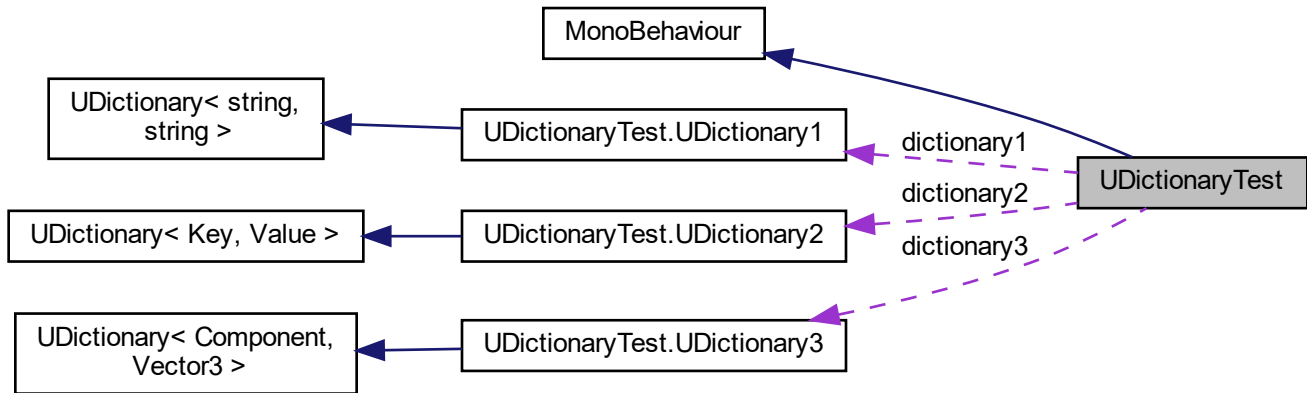 MonoBehaviour
UDictionary< string,
string >
UDictionaryTest.UDictionary1
dictionary1
UDictionaryTest
UDictionary< Key, Value >
UDictionaryTest.UDictionary2
dictionary2
dictionary3
UDictionary< Component,
Vector3 >
UDictionaryTest.UDictionary3